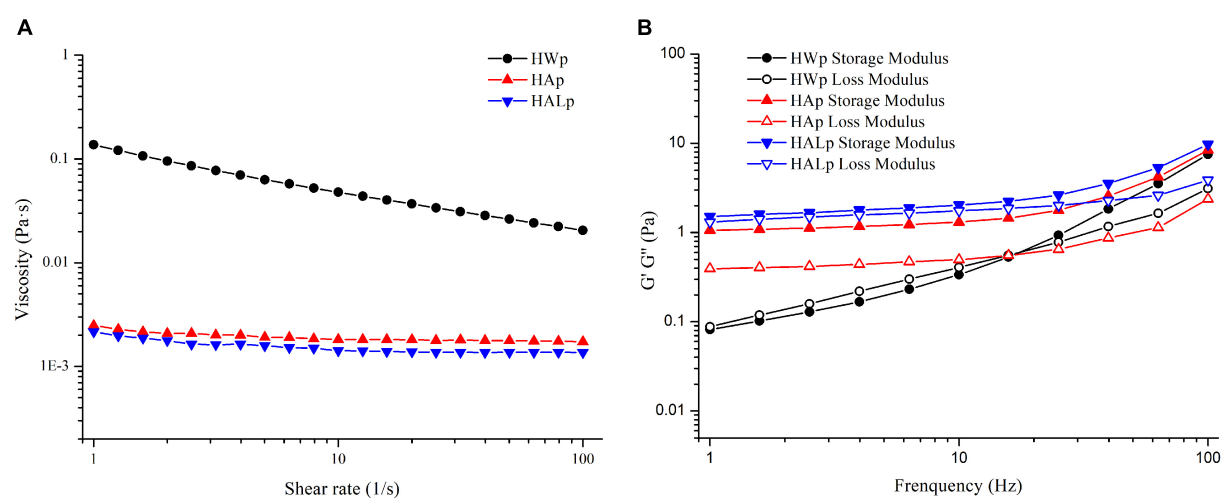 A
1
0.1
0.01
1E-3
Viscosity (Pa·s)
HWp
HAp
HALp
1
10
100
Shear rate (1/s)
B
100
10
1
0.1
0.01
G' G" (Pa)
HWp Storage Modulus
HWp Loss Modulus
HAp Storage Modulus
HAp Loss Modulus
HALp Storage Modulus
HALp Loss Modulus
1
10
100
Frenquency (Hz)